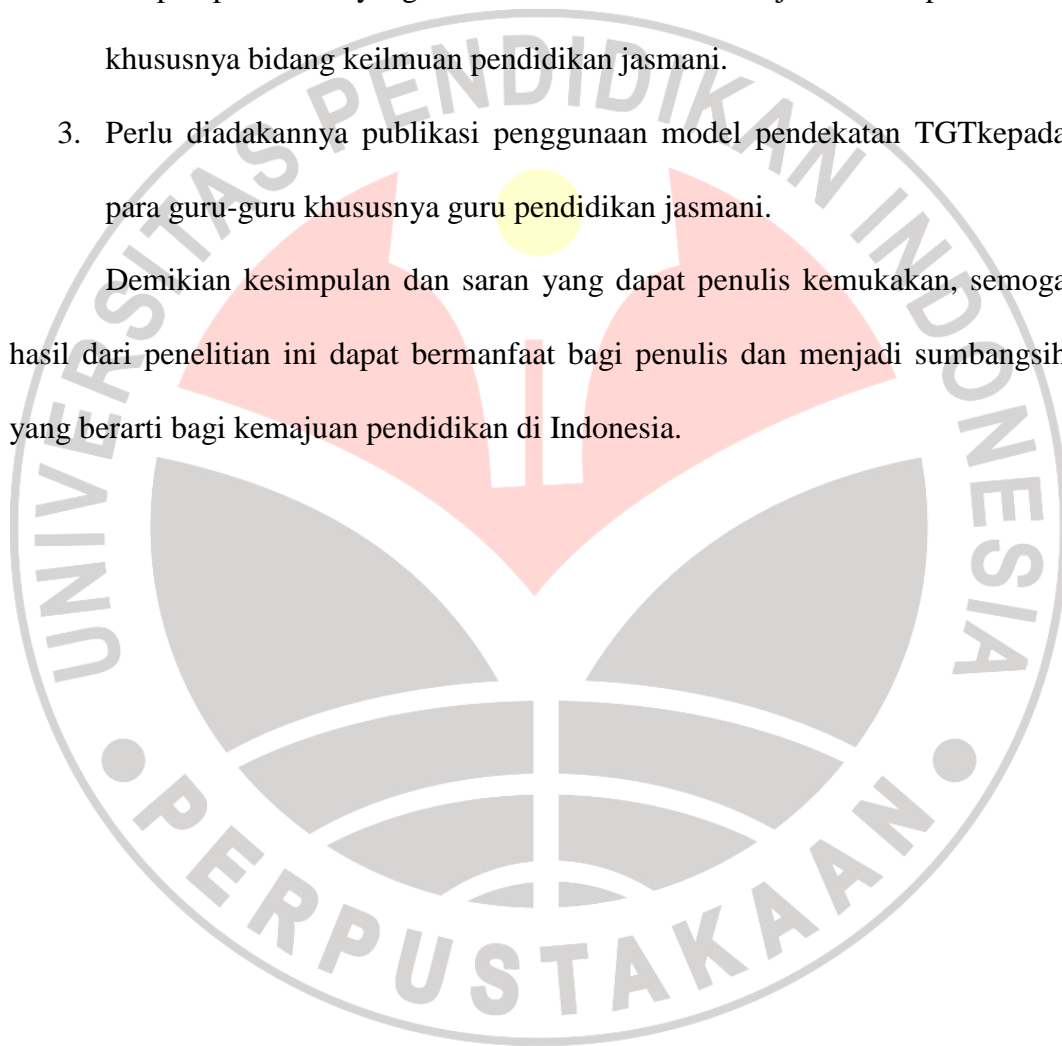 khususnya bidang keilmuan pendidikan jasmani.
3. Perlu diadakannya publikasi penggunaan model pendekatan TGTkepada
para guru-guru khususnya guru pendidikan jasmani.
Demikian kesimpulan dan saran yang dapat penulis kemukakan, semoga
hasil dari penelitian ini dapat bermanfaat bagi penulis dan menjadi sumbangsih
yang berarti bagi kemajuan pendidikan di Indonesia.
UNIVERSITAS PENDIDIKAN INDONESIA
PERPUSTAKAAN